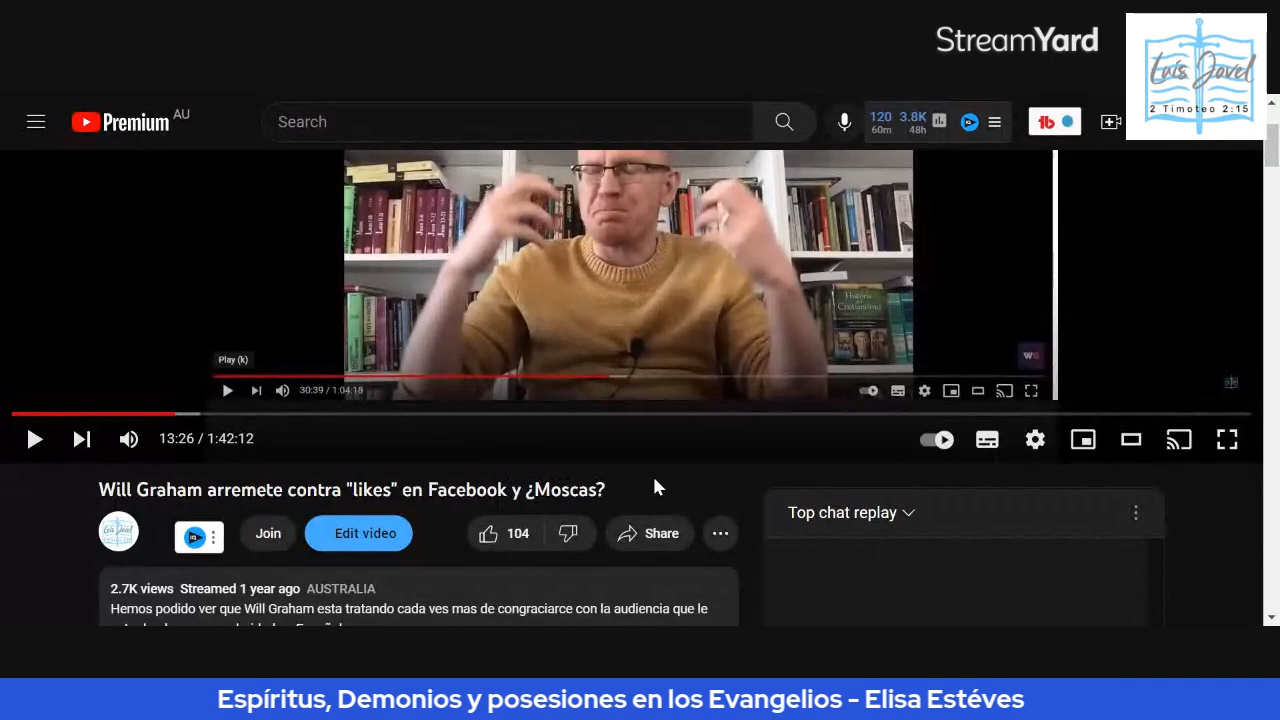 StreamYard
Luis Jovel
2 Timoteo 2:15
Premium AU
Search
120 3.8K
60m 48h
Historia del
Cristianismo
Play (k)
WG
30:39 / 1:04:18
13:26 / 1:42:12
Will Graham arremete contra "likes" en Facebook y ¿Moscas?
Join
Edit video
104
Share
Top chat replay
2.7K views Streamed 1 year ago AUSTRALIA
Hemos podido ver que Will Graham esta tratando cada ves mas de congraciarce con la audiencia que le
Espíritus, Demonios y posesiones en los Evangelios - Elisa Estéves